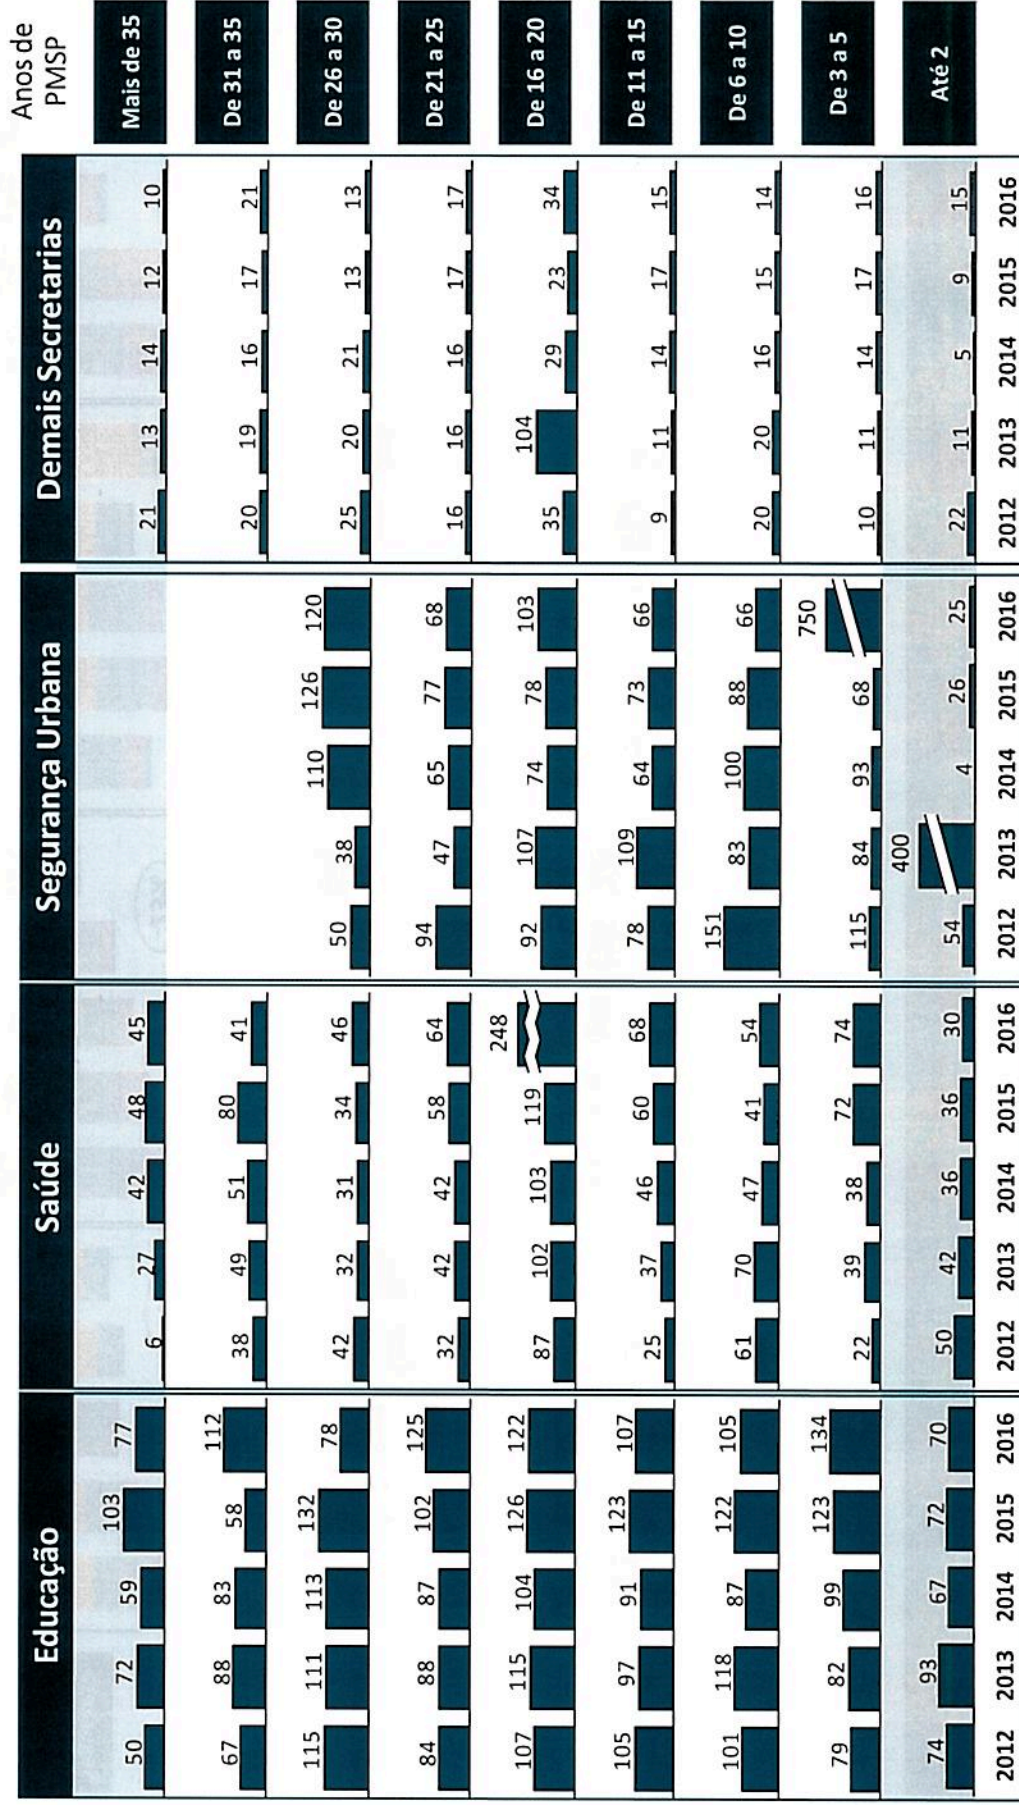 Anos de
PMSP
Educação
Saúde
Segurança Urbana
Demais Secretarias
50 72 59 103 77
6 27 42 48 45
21 13 14 12 10
Mais de 35
67 88 83 58 112
38 49 51 80 41
20 19 16 17 21
De 31 a 35
115 111 113 132 78
42 32 31 34 46
50 38 110 126 120
25 20 21 13 13
De 26 a 30
84 88 87 102 125
32 42 42 58 64
94 47 65 77 68
16 16 16 17 17
De 21 a 25
107 115 104 126 122
87 102 103 119 248
92 107 74 78 103
35 104 29 23 34
De 16 a 20
105 97 91 123 107
25 37 46 60 68
78 109 64 73 66
9 11 14 17 15
De 11 a 15
101 118 87 122 105
61 70 47 41 54
151 83 100 88 66
20 20 16 15 14
De 6 a 10
79 82 99 123 134
22 39 38 72 74
115 84 93 68 750
10 11 14 17 16
De 3 a 5
74 93 67 72 70
50 42 36 36 30
54 400 4 26 25
22 11 5 9 15
Até 2
2012 2013 2014 2015 2016
2012 2013 2014 2015 2016
2012 2013 2014 2015 2016
2012 2013 2014 2015 2016